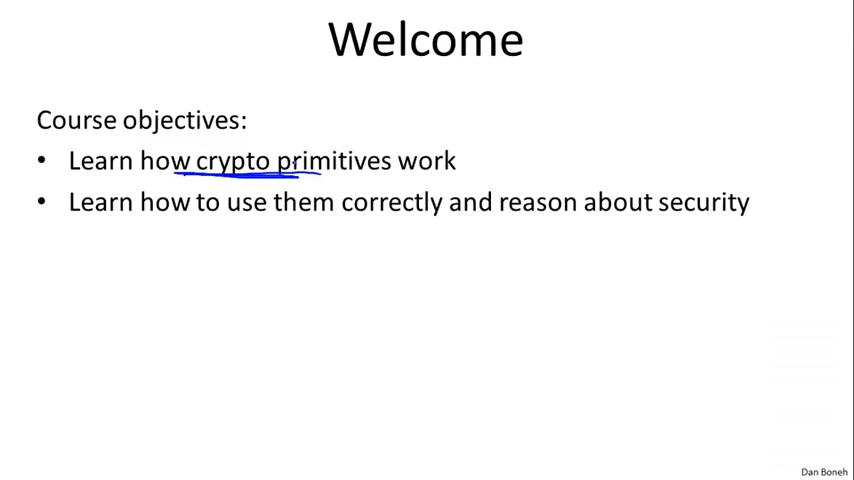 Welcome
Course objectives:
• Learn how crypto primitives work
• Learn how to use them correctly and reason about security
Dan Boneh